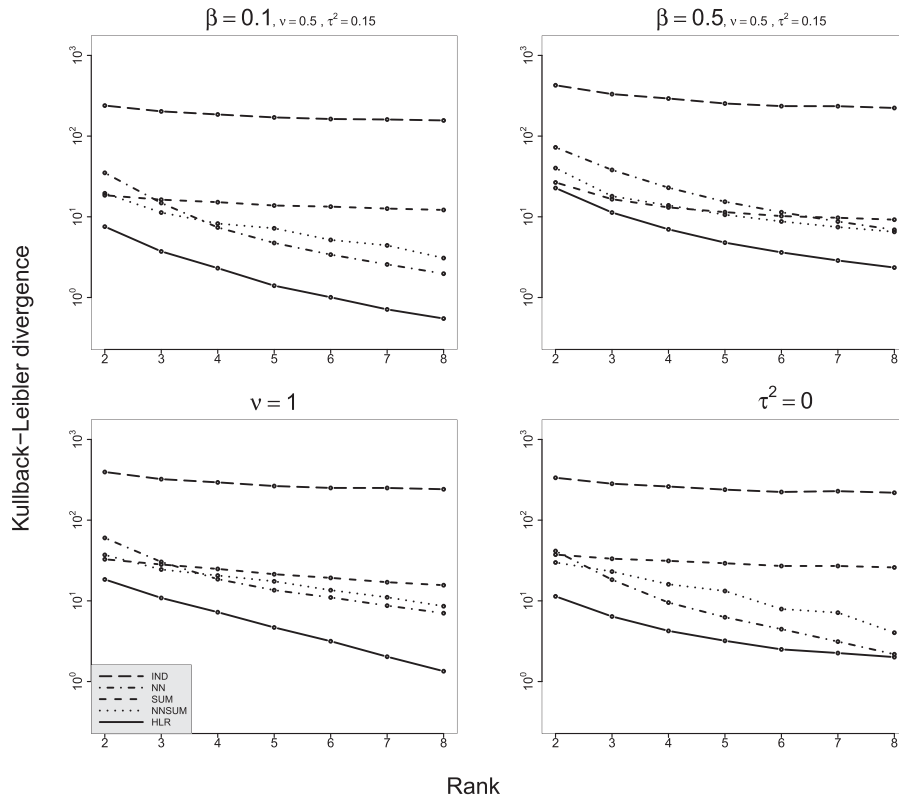 β = 0.1, ν = 0.5 , τ² = 0.15
10³
10²
10¹
10⁰
2 3 4 5 6 7 8
β = 0.5, ν = 0.5 , τ² = 0.15
10³
10²
10¹
10⁰
2 3 4 5 6 7 8
Kullback−Leibler divergence
ν = 1
10³
10²
10¹
10⁰
IND
NN
SUM
NNSUM
HLR
2 3 4 5 6 7 8
τ² = 0
10³
10²
10¹
10⁰
2 3 4 5 6 7 8
Rank